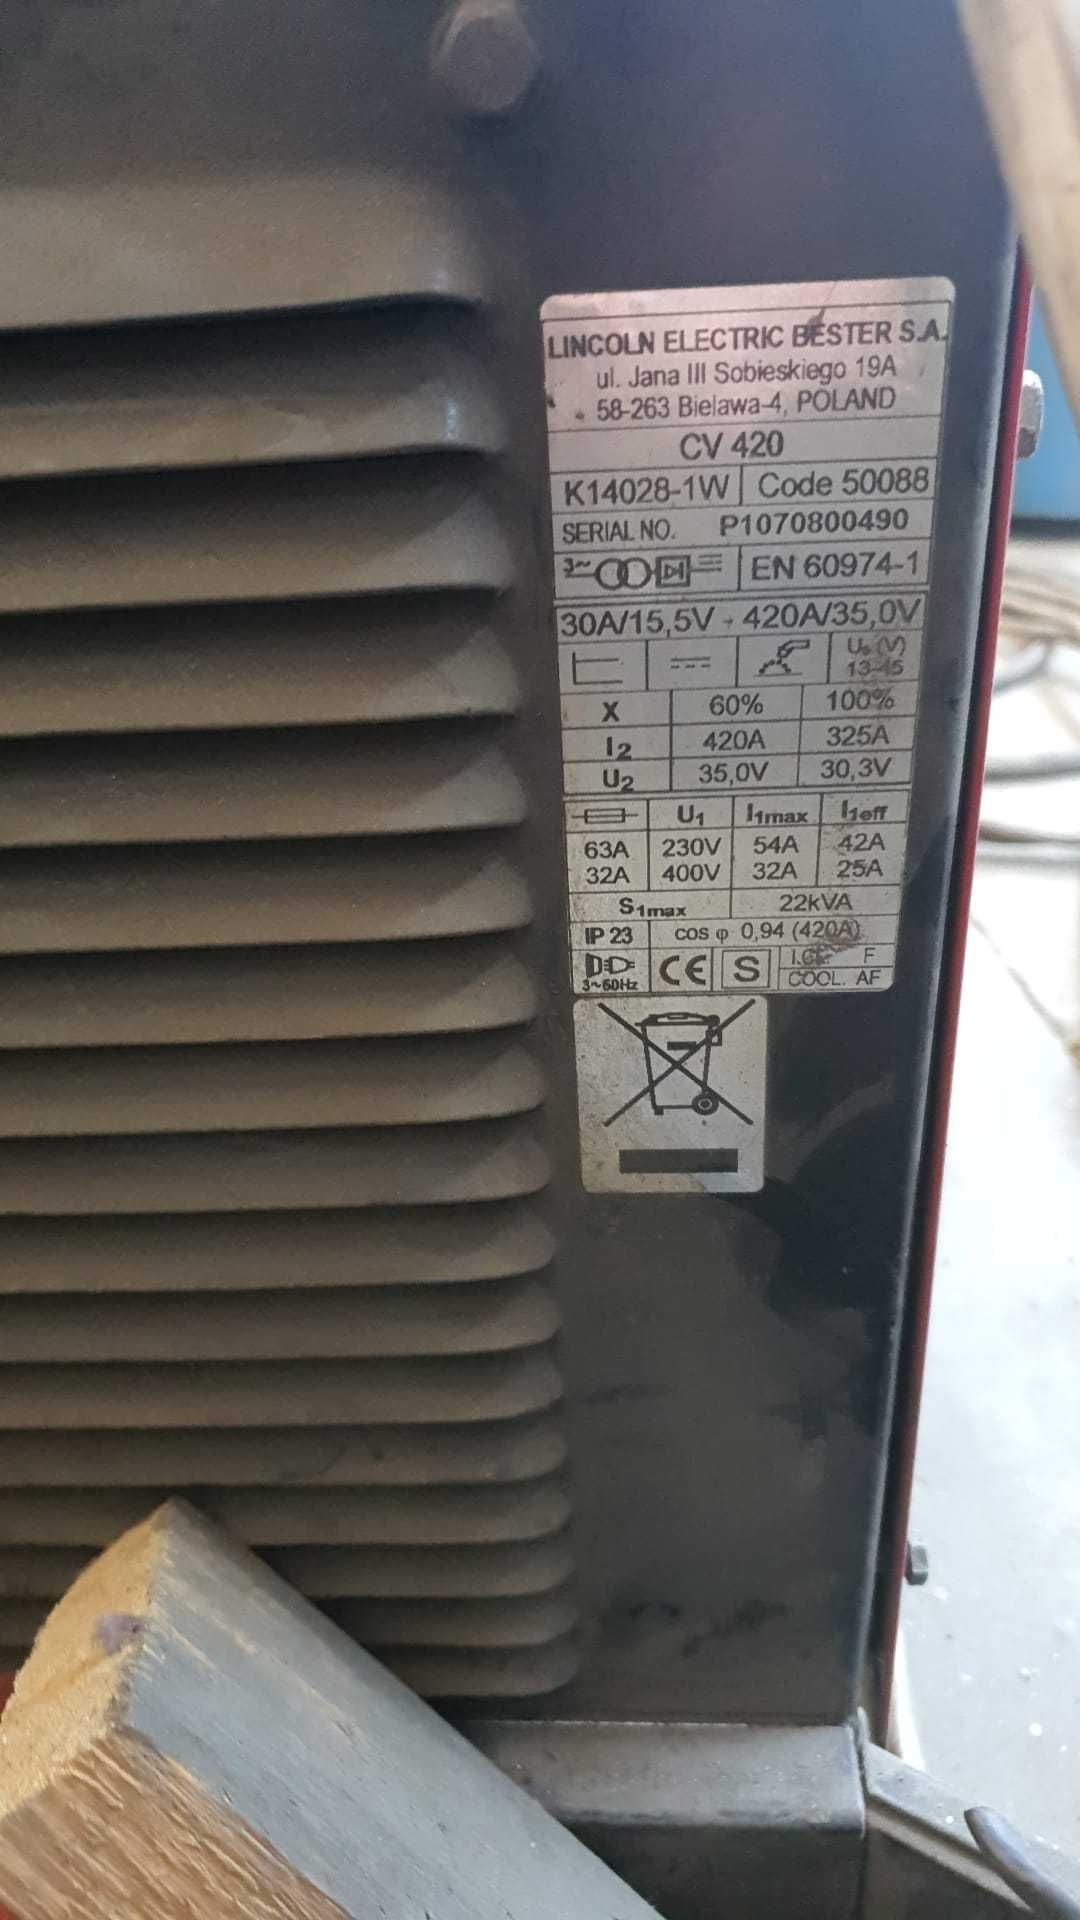 LINCOLN ELECTRIC BESTER S.A.
ul. Jana III Sobieskiego 19A
58-263 Bielawa-4, POLAND
CV 420
K14028-1W Code 50088
SERIAL NO. P1070800490
3~ EN 60974-1
30A/15,5V - 420A/35,0V
U₀ (V)
13-45
X 60% 100%
I2 420A 325A
U2 35,0V 30,3V
U1 I1max I1eff
63A 230V 54A 42A
32A 400V 32A 25A
S1max 22kVA
IP 23 cos φ 0,94 (420A)
3~60Hz CE S F
COOL. AF